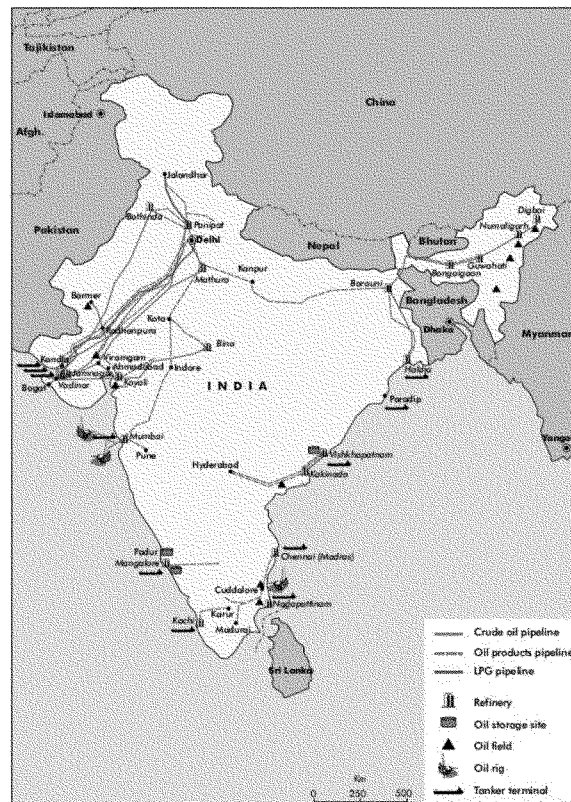 Tajikistan
China
Islamabad
Afgh.
Jalandhar
Pakistan
Bathinda
Panipat
Delhi
Nepal
Bhutan
Digboi
Numaligarh
Guwahati
Bongaigaon
Mathura
Kanpur
Barauni
Bangladesh
Dhaka
Myanmar
Barmer
Radhanpura
Kota
Bina
Kandla
Viramgam
Ahmudabad
Jamnagar
Indore
Vadinar
Koyali
INDIA
Haldia
Paradip
Mumbai
Pune
Hyderabad
Vishkhapatnam
Kakinada
Padur
Mangalore
Chennai (Madras)
Cuddalore
Nagapattinam
Karur
Kochi
Madurai
Sri Lanka
Crude oil pipeline
Oil products pipeline
LPG pipeline
Refinery
Oil storage site
Oil field
Oil rig
Tanker terminal
Km
0 250 500